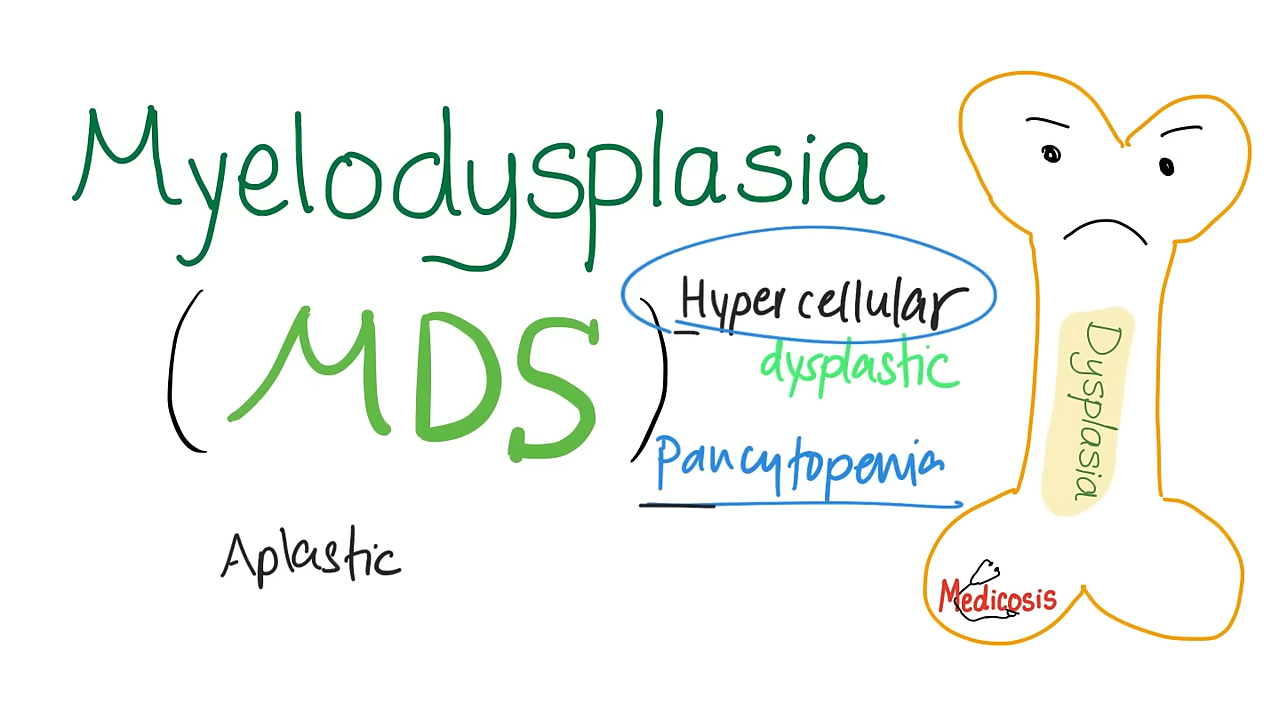 Myelodysplasia
(MDS)
Hypercellular
dysplastic
Pancytopenia
Aplastic
Dysplasia
Medicosis